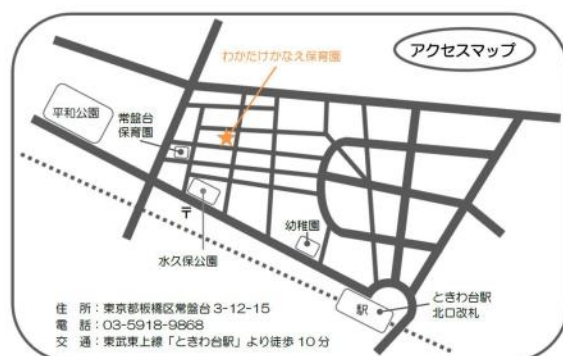 アクセスマップ
わかだけかなえ保育園
平和公園
常盤台
保育園
〒
水久保公園
幼稚園
駅
ときわ台駅
北口改札
住 所：東京都板橋区常盤台3-12-15
電 話：03-5918-9868
交 通：東武東上線「ときわ台駅」より徒歩10分